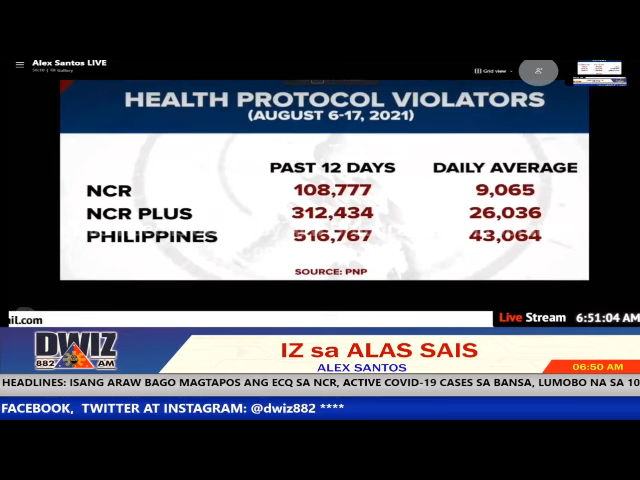 Alex Santos LIVE
Grid view
HEALTH PROTOCOL VIOLATORS
(AUGUST 6-17, 2021)
PAST 12 DAYS DAILY AVERAGE
NCR 108,777 9,065
NCR PLUS 312,434 26,036
PHILIPPINES 516,767 43,064
SOURCE: PNP
ail.com
Live Stream 6:51:04 AM
DWIZ
882 AM
IZ sa ALAS SAIS
ALEX SANTOS
06:50 AM
HEADLINES: ISANG ARAW BAGO MAGTAPOS ANG ECQ SA NCR, ACTIVE COVID-19 CASES SA BANSA, LUMOBO NA SA 10
FACEBOOK, TWITTER AT INSTAGRAM: @dwiz882 ****